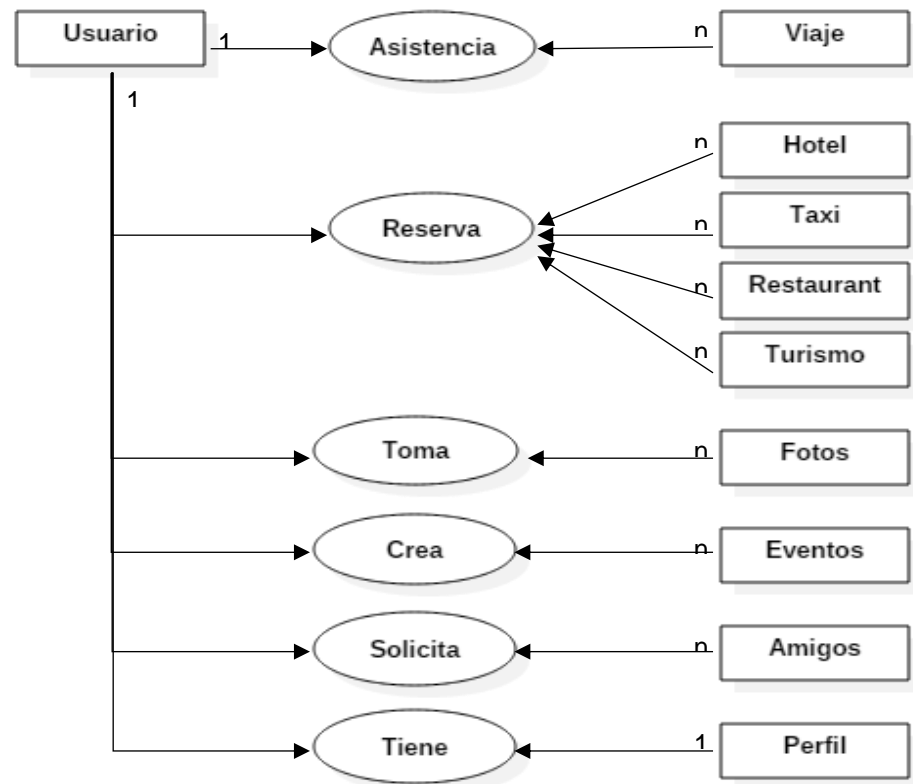 Usuario
1
Asistencia
n
Viaje
1
n
Hotel
Reserva
n
Taxi
n
Restaurant
n
Turismo
Toma
n
Fotos
Crea
n
Eventos
Solicita
n
Amigos
Tiene
1
Perfil